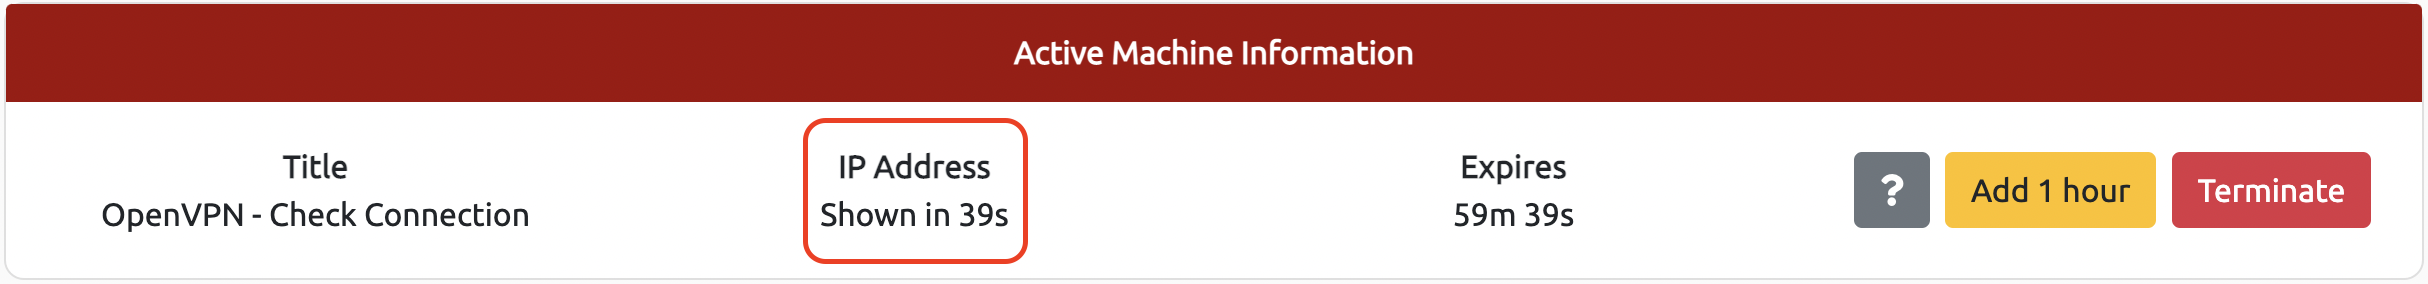 Active Machine Information
Title
OpenVPN - Check Connection
IP Address
Shown in 39s
Expires
59m 39s
?
Add 1 hour
Terminate